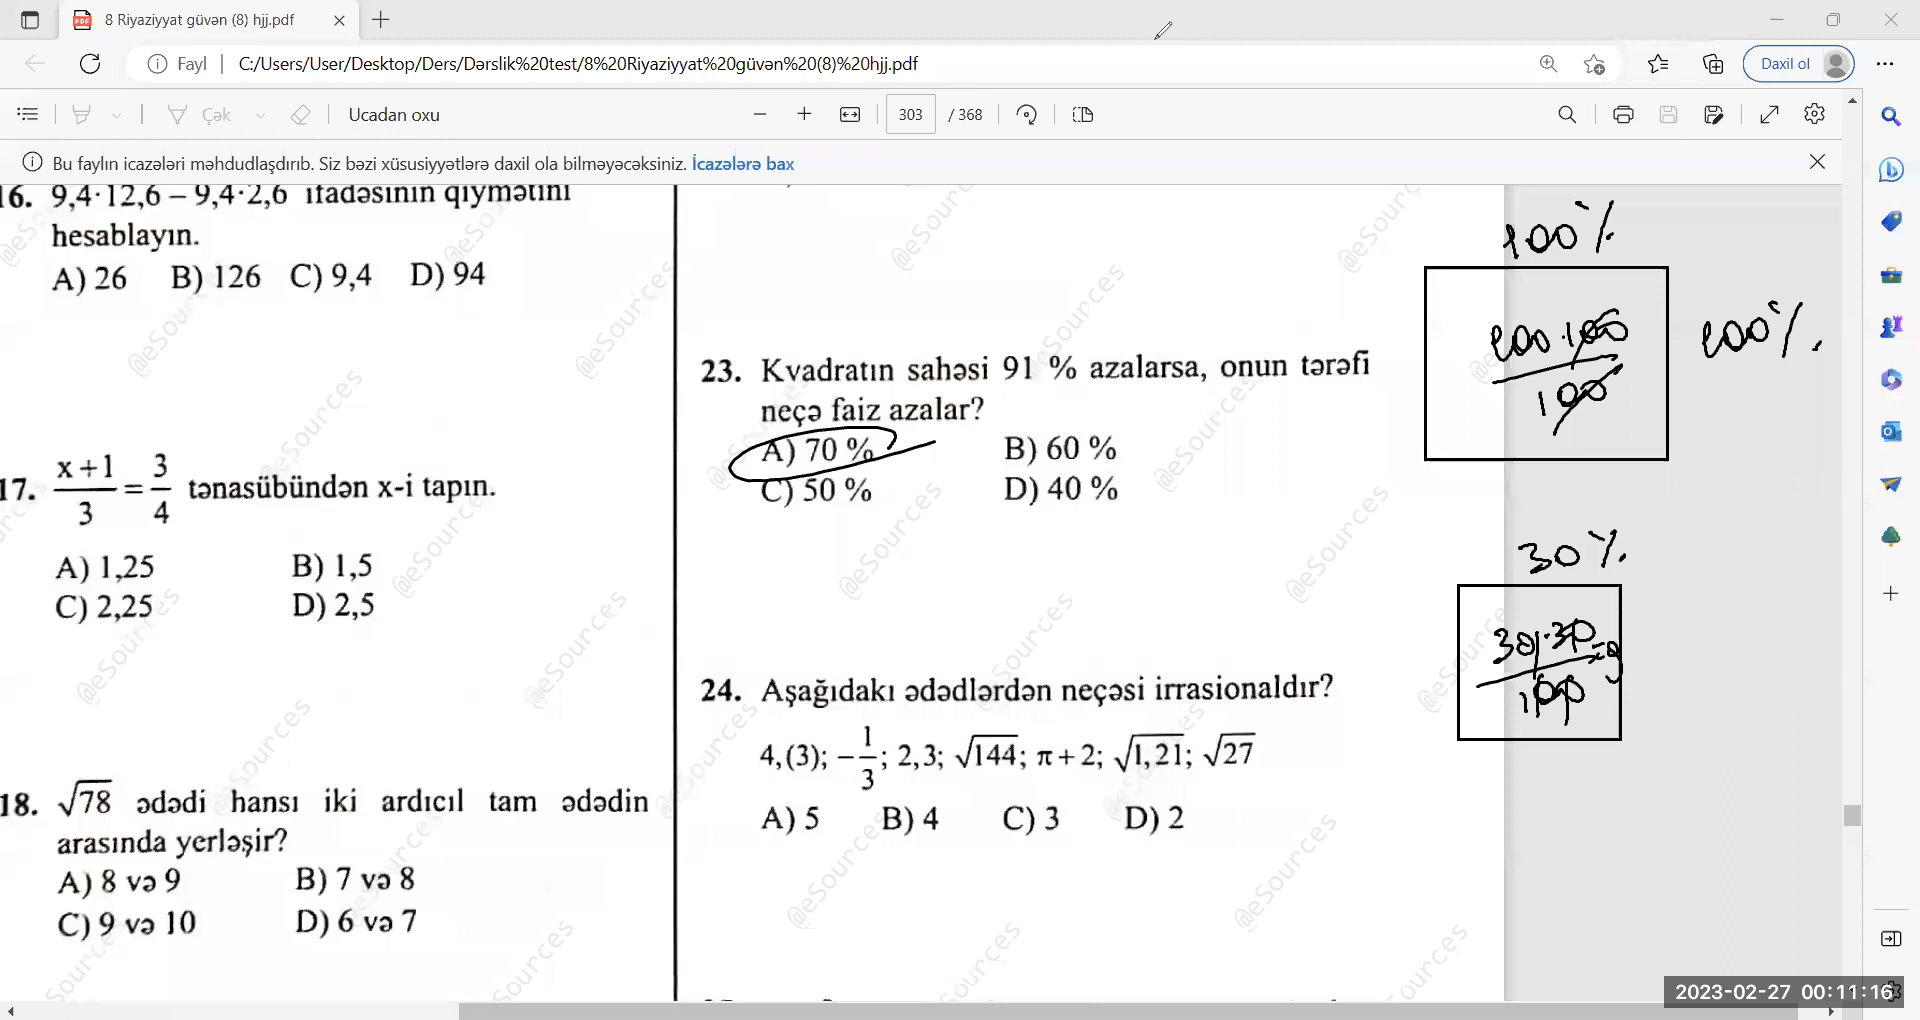 8 Riyaziyyat güvən (8) hjj.pdf
Fayl | C:/Users/User/Desktop/Ders/Dərslik%20test/8%20Riyaziyyat%20güvən%20(8)%20hjj.pdf
Daxil ol
Çək
Ucadan oxu
303 / 368
Bu faylın icazələri məhdudlaşdırıb. Siz bəzi xüsusiyyətlərə daxil ola bilməyəcəksiniz. İcazələrə bax
16. 9,4·12,6 – 9,4·2,6 ifadəsinin qiymətini
hesablayın.
A) 26 B) 126 C) 9,4 D) 94
17. x+1/3 = 3/4 tənasübündən x-i tapın.
A) 1,25 B) 1,5
C) 2,25 D) 2,5
18. √78 ədədi hansı iki ardıcıl tam ədədin
arasında yerləşir?
A) 8 və 9 B) 7 və 8
C) 9 və 10 D) 6 və 7
23. Kvadratın sahəsi 91 % azalarsa, onun tərəfi
neçə faiz azalar?
A) 70 % B) 60 %
C) 50 % D) 40 %
24. Aşağıdakı ədədlərdən neçəsi irrasionaldır?
4,(3); –1/3; 2,3; √144; π+2; √1,21; √27
A) 5 B) 4 C) 3 D) 2
100%
100·100
100
100%
30%
30·30 =9
100
@eSources
2023-02-27 00:11:16